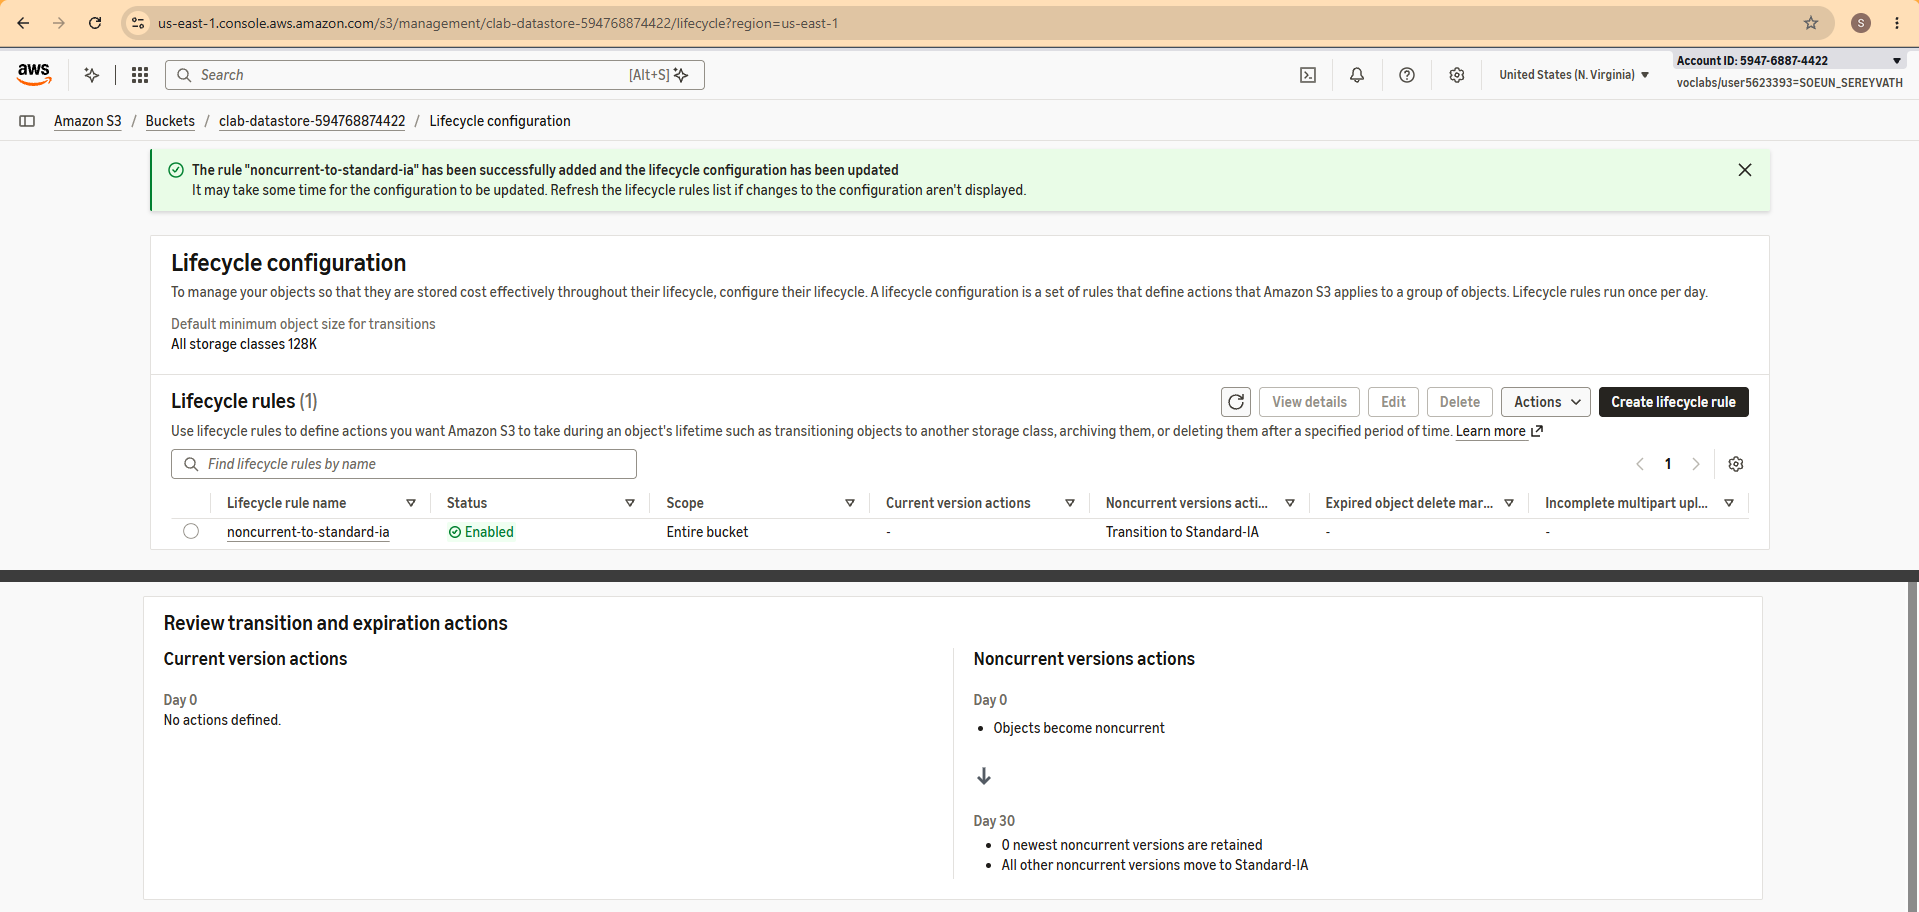 us-east-1.console.aws.amazon.com/s3/management/clab-datastore-594768874422/lifecycle?region=us-east-1
S
aws
Search
[Alt+S]
United States (N. Virginia)
Account ID: 5947-6887-4422
voclabs/user5623393=SOEUN_SEREYVATH
Amazon S3 / Buckets / clab-datastore-594768874422 / Lifecycle configuration
The rule "noncurrent-to-standard-ia" has been successfully added and the lifecycle configuration has been updated
It may take some time for the configuration to be updated. Refresh the lifecycle rules list if changes to the configuration aren't displayed.
Lifecycle configuration
To manage your objects so that they are stored cost effectively throughout their lifecycle, configure their lifecycle. A lifecycle configuration is a set of rules that define actions that Amazon S3 applies to a group of objects. Lifecycle rules run once per day.
Default minimum object size for transitions
All storage classes 128K
Lifecycle rules (1)
View details
Edit
Delete
Actions
Create lifecycle rule
Use lifecycle rules to define actions you want Amazon S3 to take during an object's lifetime such as transitioning objects to another storage class, archiving them, or deleting them after a specified period of time. Learn more
Find lifecycle rules by name
1
Lifecycle rule name Status Scope Current version actions Noncurrent versions acti... Expired object delete mar... Incomplete multipart upl...
noncurrent-to-standard-ia Enabled Entire bucket - Transition to Standard-IA - -
Review transition and expiration actions
Current version actions
Day 0
No actions defined.
Noncurrent versions actions
Day 0
• Objects become noncurrent
Day 30
• 0 newest noncurrent versions are retained
• All other noncurrent versions move to Standard-IA